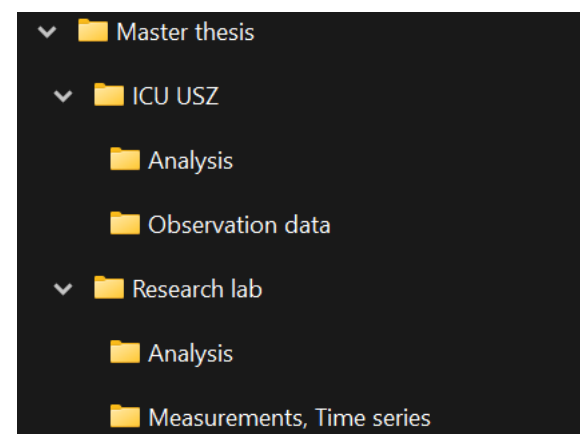 Master thesis
ICU USZ
Analysis
Observation data
Research lab
Analysis
Measurements, Time series